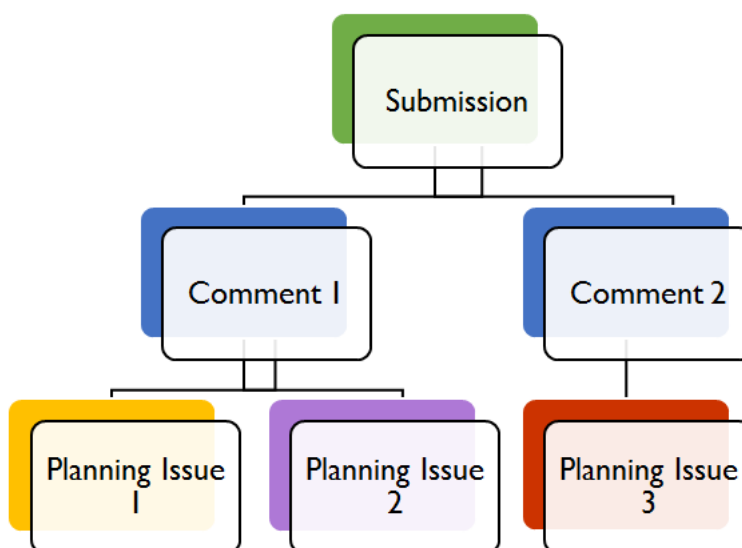 Submission
Comment 1
Comment 2
Planning Issue
1
Planning Issue
2
Planning Issue
3